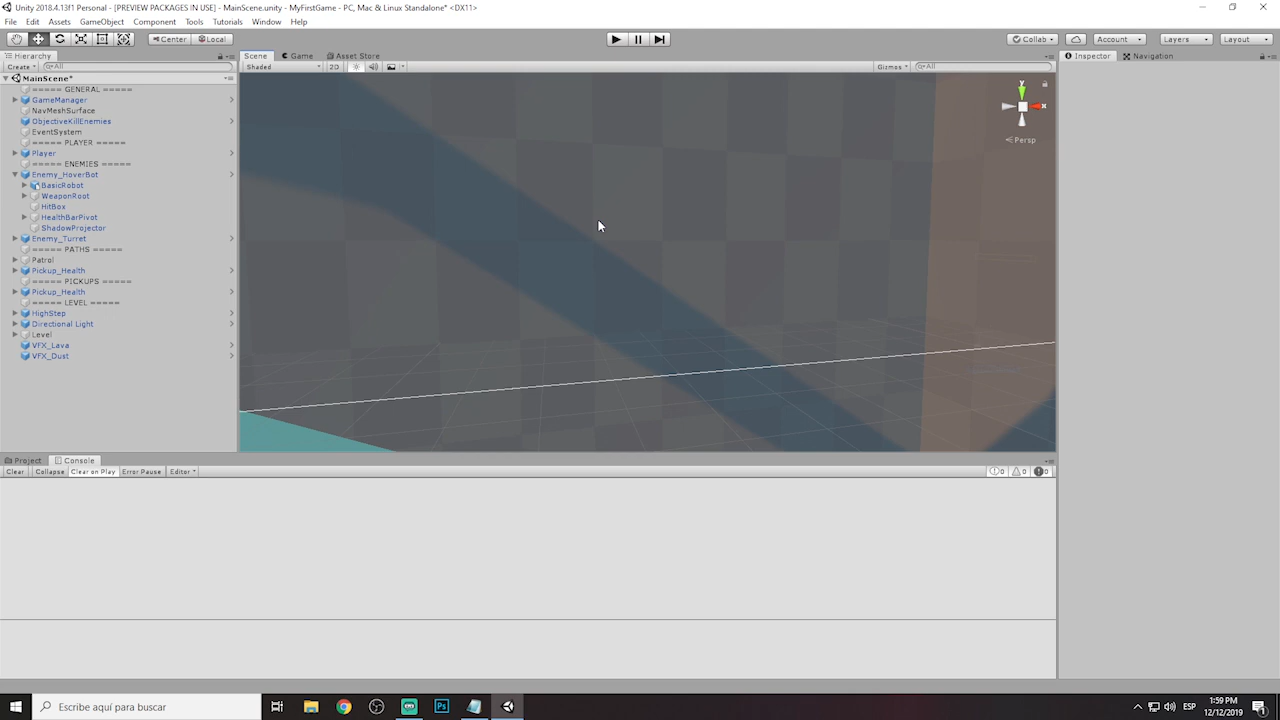 Unity 2018.4.13f1 Personal - [PREVIEW PACKAGES IN USE] - MainScene.unity - MyFirstGame - PC, Mac & Linux Standalone* <DX11>
File Edit Assets GameObject Component Tools Tutorials Window Help
Center Local Collab Account Layers Layout
Hierarchy Scene Game Asset Store Inspector Navigation
Create All Shaded 2D Gizmos All
MainScene*
===== GENERAL =====
GameManager
NavMeshSurface
ObjectiveKillEnemies
EventSystem
===== PLAYER =====
Player
===== ENEMIES =====
Enemy_HoverBot
BasicRobot
WeaponRoot
HitBox
HealthBarPivot
ShadowProjector
Enemy_Turret
===== PATHS =====
Patrol
Pickup_Health
===== PICKUPS =====
Pickup_Health
===== LEVEL =====
HighStep
Directional Light
Level
VFX_Lava
VFX_Dust
y
x
Persp
Project Console
Clear Collapse Clear on Play Error Pause Editor 0 0 0
Escribe aquí para buscar
Ps
ESP
1:59 PM
12/12/2019
1